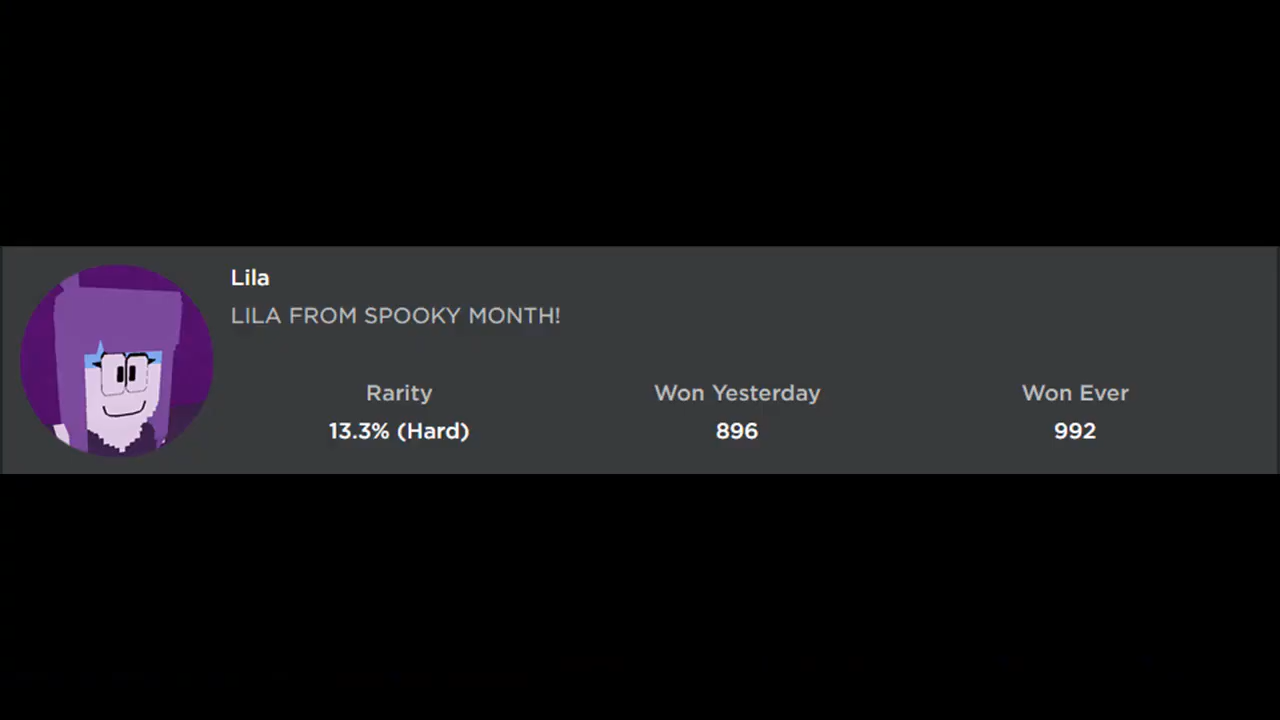 Lila
LILA FROM SPOOKY MONTH!
Rarity Won Yesterday Won Ever
13.3% (Hard) 896 992